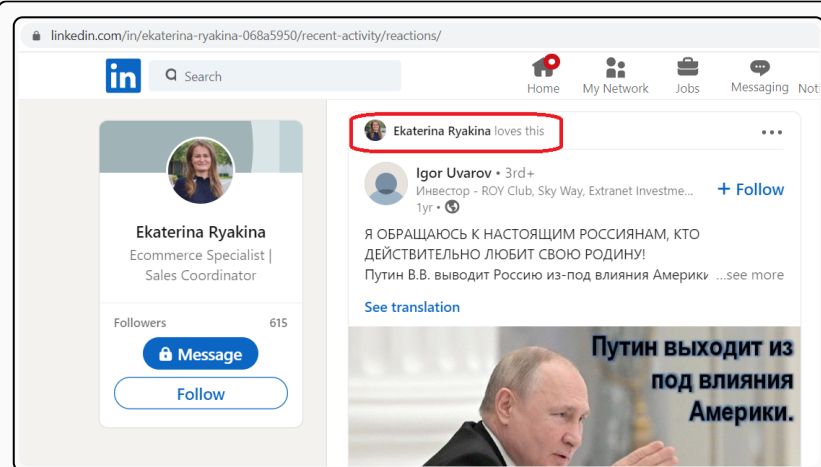 linkedin.com/in/ekaterina-ryakina-068a5950/recent-activity/reactions/
in
Search
Home
My Network
Jobs
Messaging
Noti
Ekaterina Ryakina
Ecommerce Specialist |
Sales Coordinator
Followers 615
Message
Follow
Ekaterina Ryakina loves this
Igor Uvarov • 3rd+
Инвестор - ROY Club, Sky Way, Extranet Investme...
1yr •
+ Follow
Я ОБРАЩАЮСЬ К НАСТОЯЩИМ РОССИЯНАМ, КТО
ДЕЙСТВИТЕЛЬНО ЛЮБИТ СВОЮ РОДИНУ!
Путин В.В. выводит Россию из-под влияния Америки ...see more
See translation
Путин выходит из
под влияния
Америки.